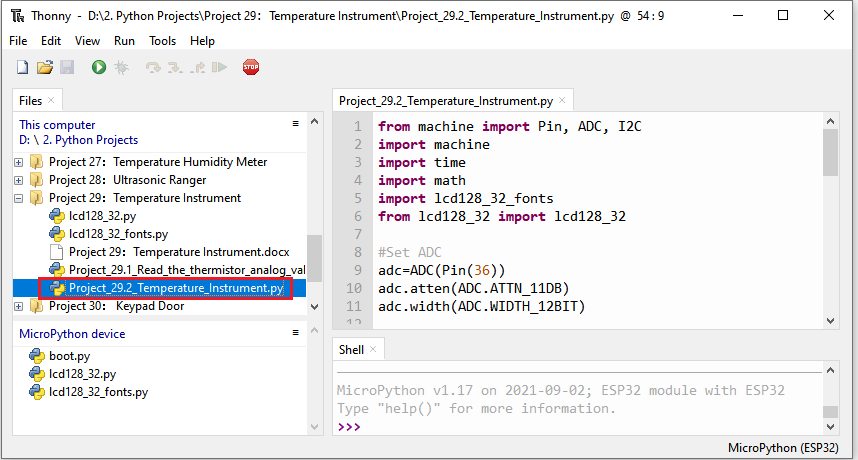 Thonny - D:\2. Python Projects\Project 29：Temperature Instrument\Project_29.2_Temperature_Instrument.py @ 54 : 9
File Edit View Run Tools Help
STOP
Files ×
This computer
D: \ 2. Python Projects
Project 27：Temperature Humidity Meter
Project 28：Ultrasonic Ranger
Project 29：Temperature Instrument
lcd128_32.py
lcd128_32_fonts.py
Project 29：Temperature Instrument.docx
Project_29.1_Read_the_thermistor_analog_val
Project_29.2_Temperature_Instrument.py
Project 30： Keypad Door
MicroPython device
boot.py
lcd128_32.py
lcd128_32_fonts.py
Project_29.2_Temperature_Instrument.py ×
1 from machine import Pin, ADC, I2C
2 import machine
3 import time
4 import math
5 import lcd128_32_fonts
6 from lcd128_32 import lcd128_32
7
8 #Set ADC
9 adc=ADC(Pin(36))
10 adc.atten(ADC.ATTN_11DB)
11 adc.width(ADC.WIDTH_12BIT)
12
Shell ×
MicroPython v1.17 on 2021-09-02; ESP32 module with ESP32
Type "help()" for more information.
>>>
MicroPython (ESP32)